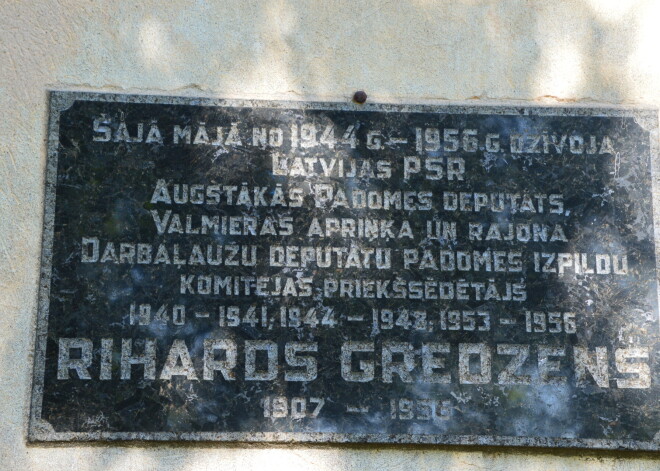 ŠAJĀ MĀJĀ NO 1944 G. – 1956 G. DZĪVOJA
LATVIJAS PSR
AUGSTĀKĀS PADOMES DEPUTĀTS,
VALMIERAS APRIŅĶA UN RAJONA
DARBAĻAUŽU DEPUTĀTU PADOMES IZPILDU
KOMITEJAS PRIEKŠSĒDĒTĀJS
1940 – 1941, 1944 – 1948, 1953 – 1956
RIHARDS GREDZENS
1907 – 1956